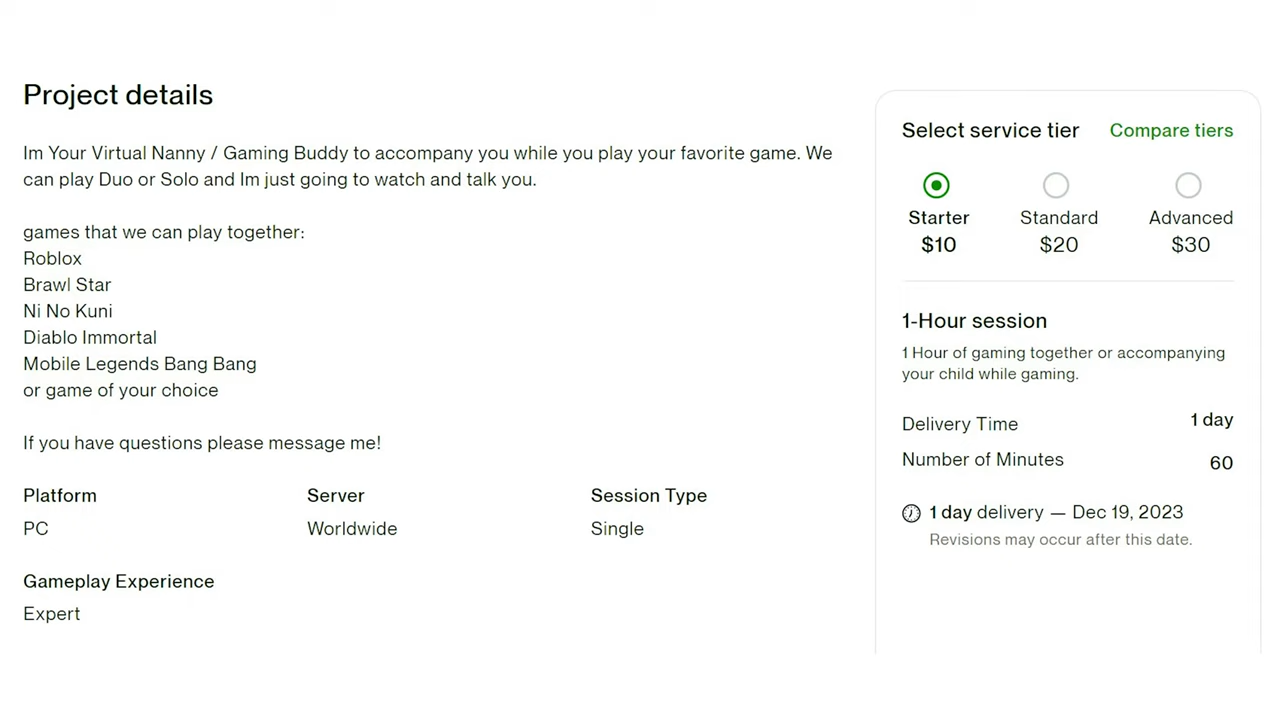 Project details
Im Your Virtual Nanny / Gaming Buddy to accompany you while you play your favorite game. We
can play Duo or Solo and Im just going to watch and talk you.
games that we can play together:
Roblox
Brawl Star
Ni No Kuni
Diablo Immortal
Mobile Legends Bang Bang
or game of your choice
If you have questions please message me!
Platform Server Session Type
PC Worldwide Single
Gameplay Experience
Expert
Select service tier Compare tiers
Starter Standard Advanced
$10 $20 $30
1-Hour session
1 Hour of gaming together or accompanying
your child while gaming.
Delivery Time 1 day
Number of Minutes 60
1 day delivery — Dec 19, 2023
Revisions may occur after this date.